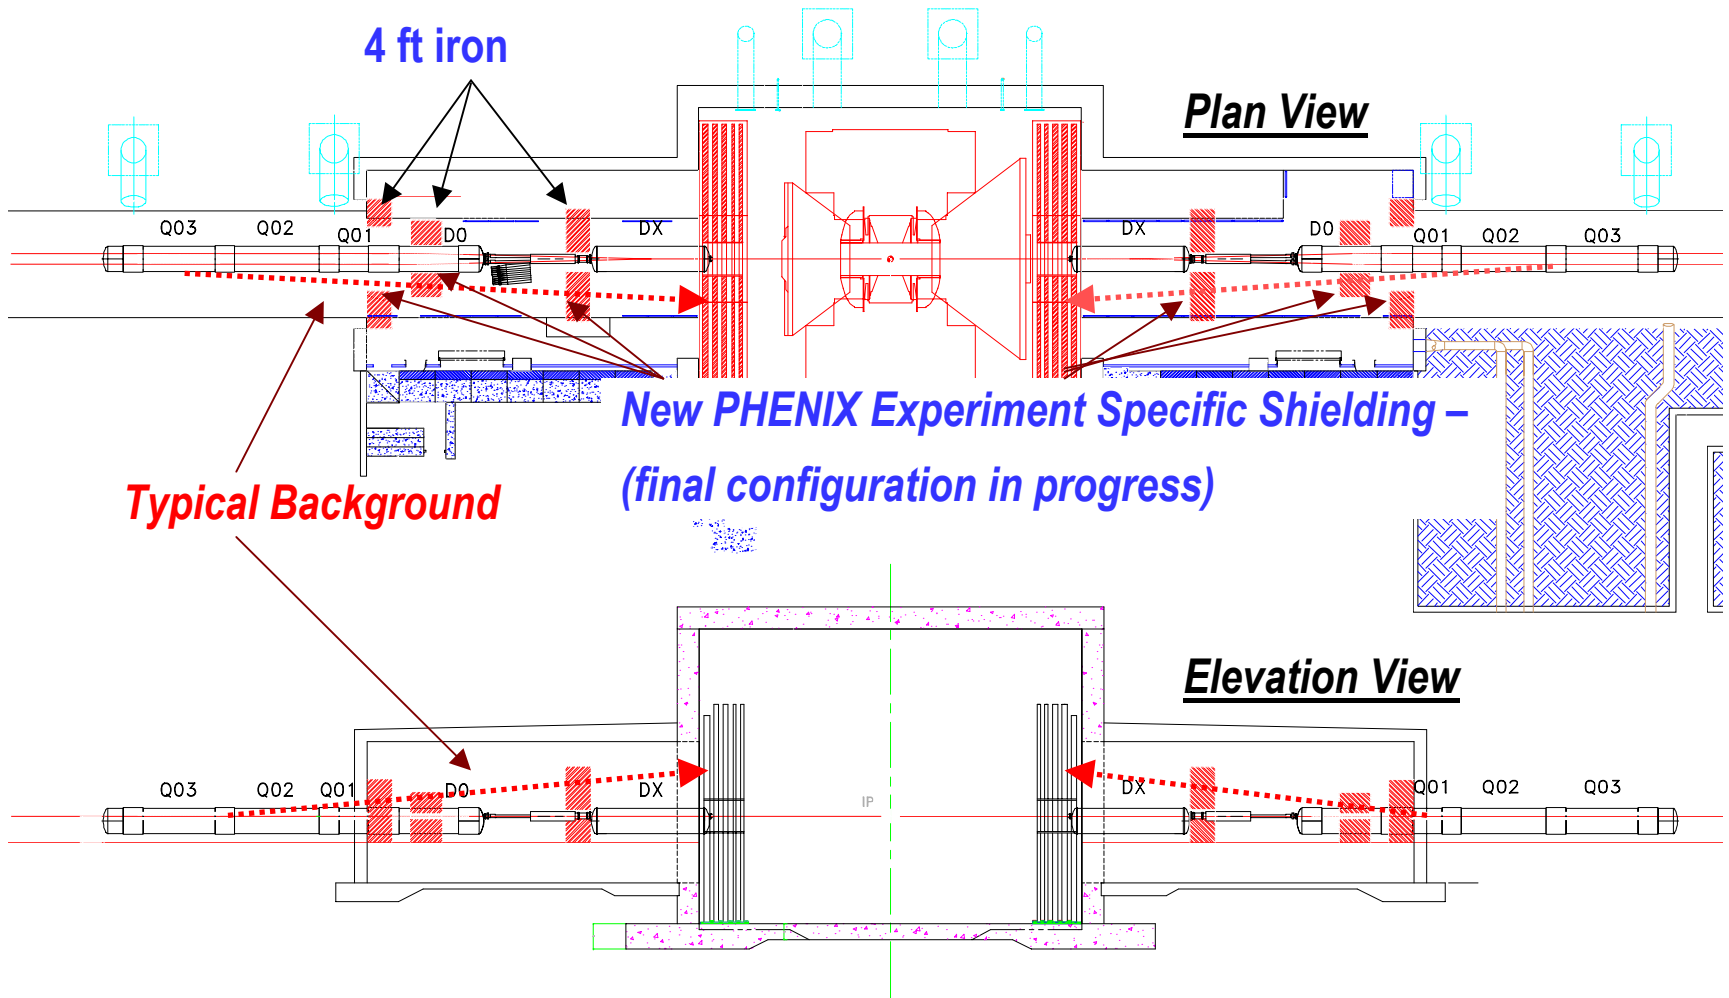 4 ft iron
Plan View
Q03 Q02 Q01 D0 DX DX D0 Q01 Q02 Q03
New PHENIX Experiment Specific Shielding –
(final configuration in progress)
Typical Background
Elevation View
Q03 Q02 Q01 D0 DX IP DX Q01 Q02 Q03